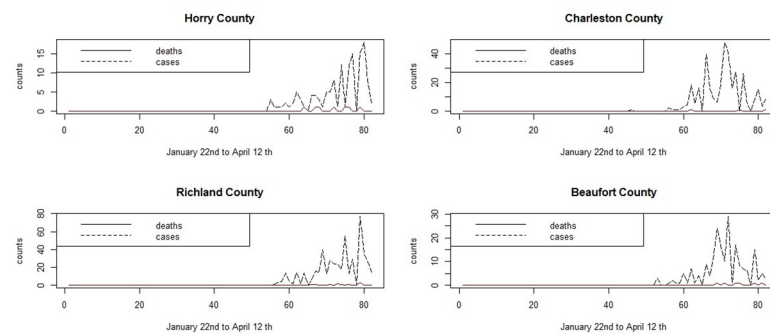 Horry County
counts
0 5 10 15
deaths
cases
0 20 40 60 80
January 22nd to April 12 th
Charleston County
counts
0 20 40
deaths
cases
0 20 40 60 80
January 22nd to April 12 th
Richland County
counts
0 20 40 60 80
deaths
cases
0 20 40 60 80
January 22nd to April 12 th
Beaufort County
counts
0 10 20 30
deaths
cases
0 20 40 60 80
January 22nd to April 12 th